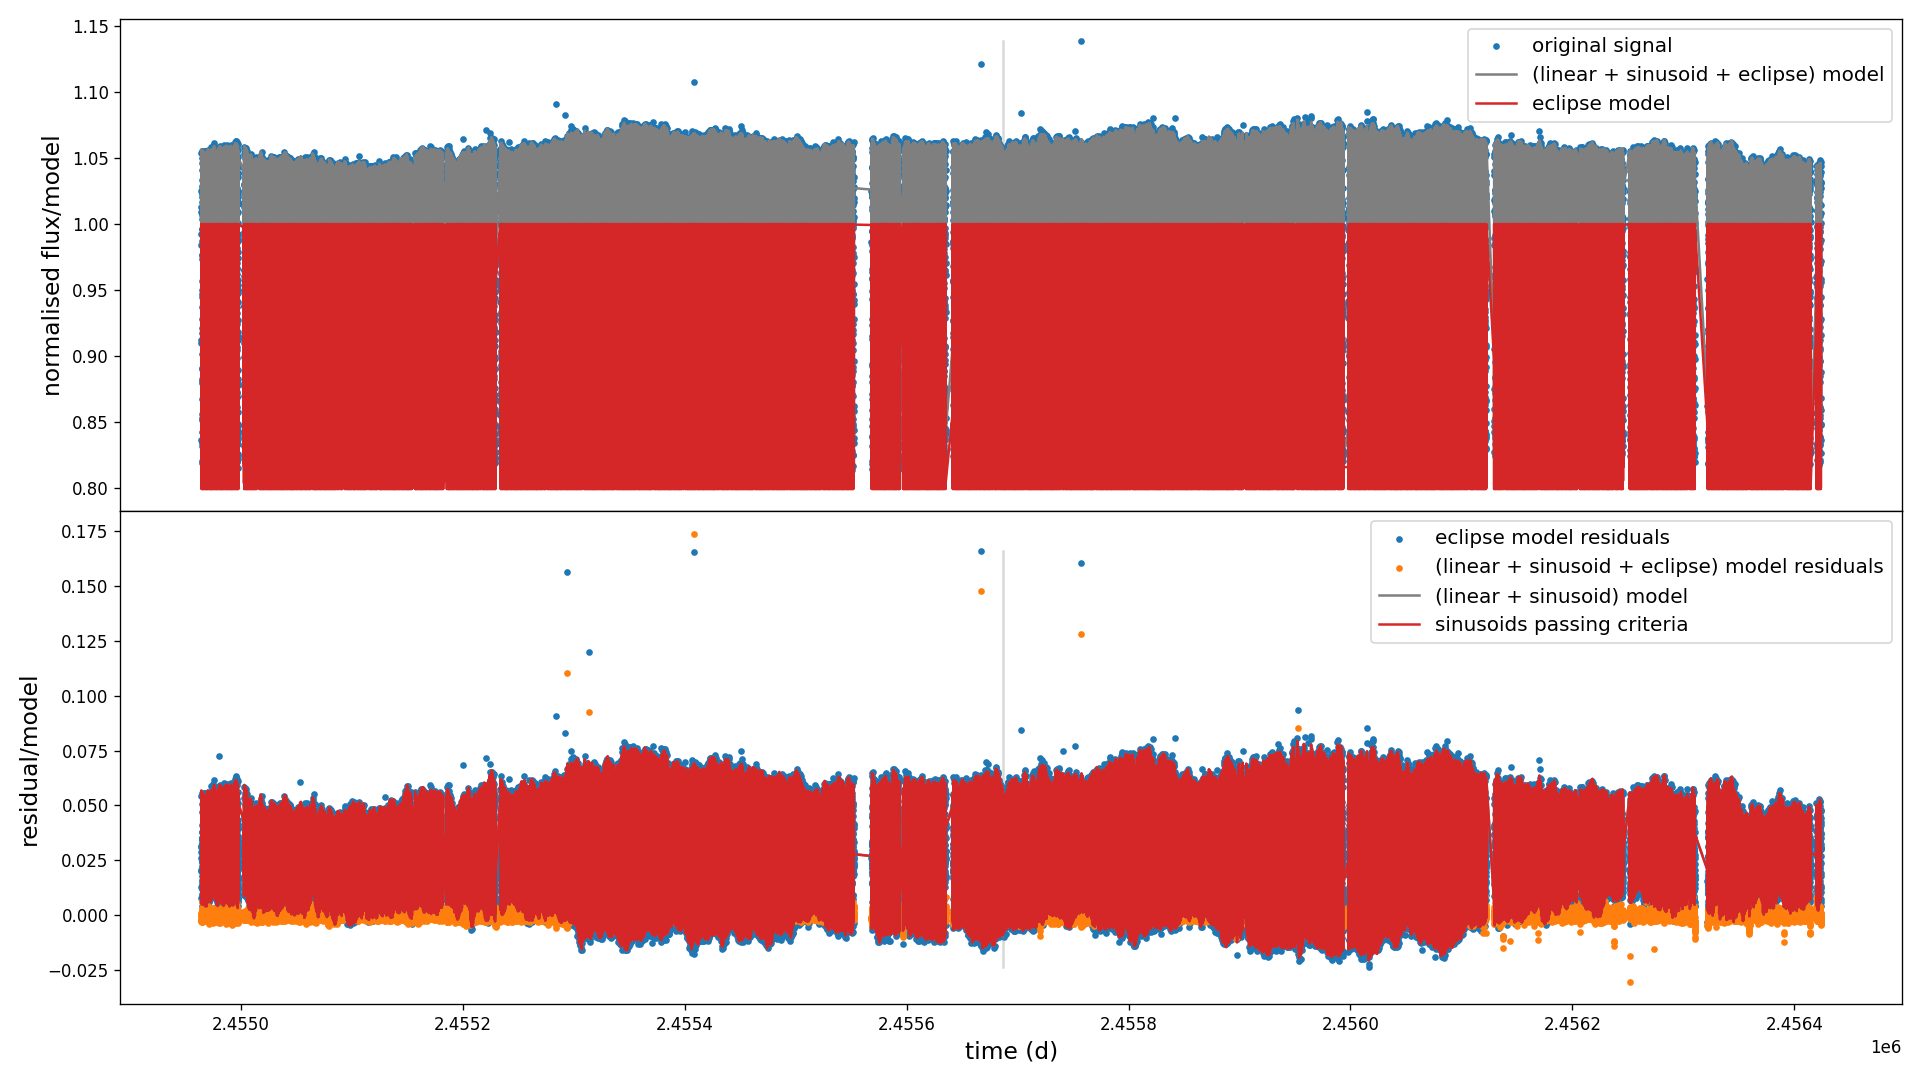 1.15
1.10
1.05
1.00
0.95
0.90
0.85
0.80
normalised flux/model
original signal
(linear + sinusoid + eclipse) model
eclipse model
0.175
0.150
0.125
0.100
0.075
0.050
0.025
0.000
−0.025
residual/model
eclipse model residuals
(linear + sinusoid + eclipse) model residuals
(linear + sinusoid) model
sinusoids passing criteria
2.4550 2.4552 2.4554 2.4556 2.4558 2.4560 2.4562 2.4564
time (d)
1e6